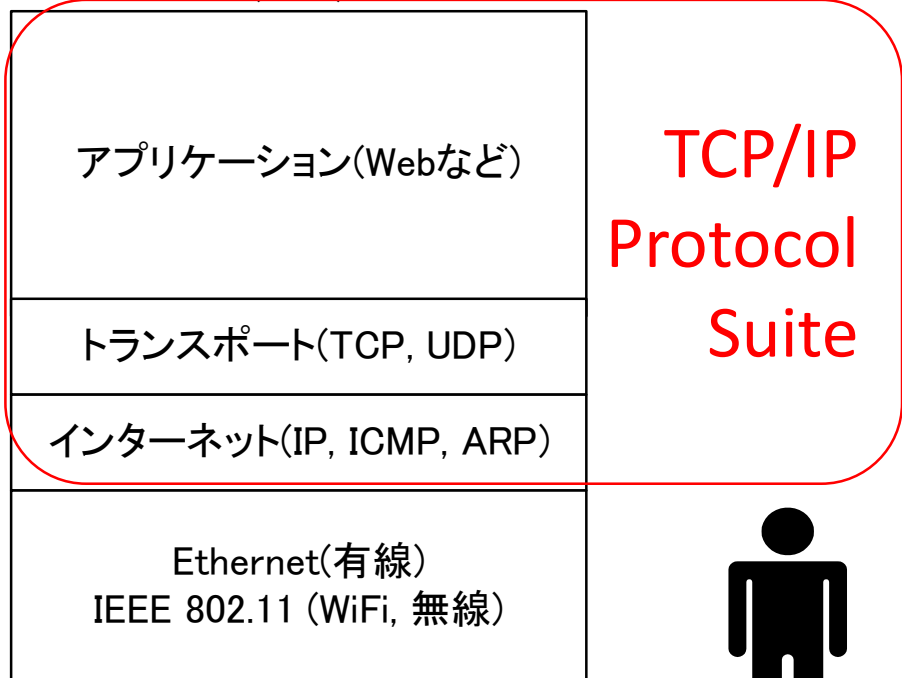 アプリケーション(Webなど)
トランスポート(TCP, UDP)
インターネット(IP, ICMP, ARP)
Ethernet(有線)
IEEE 802.11 (WiFi, 無線)
TCP/IP
Protocol
Suite